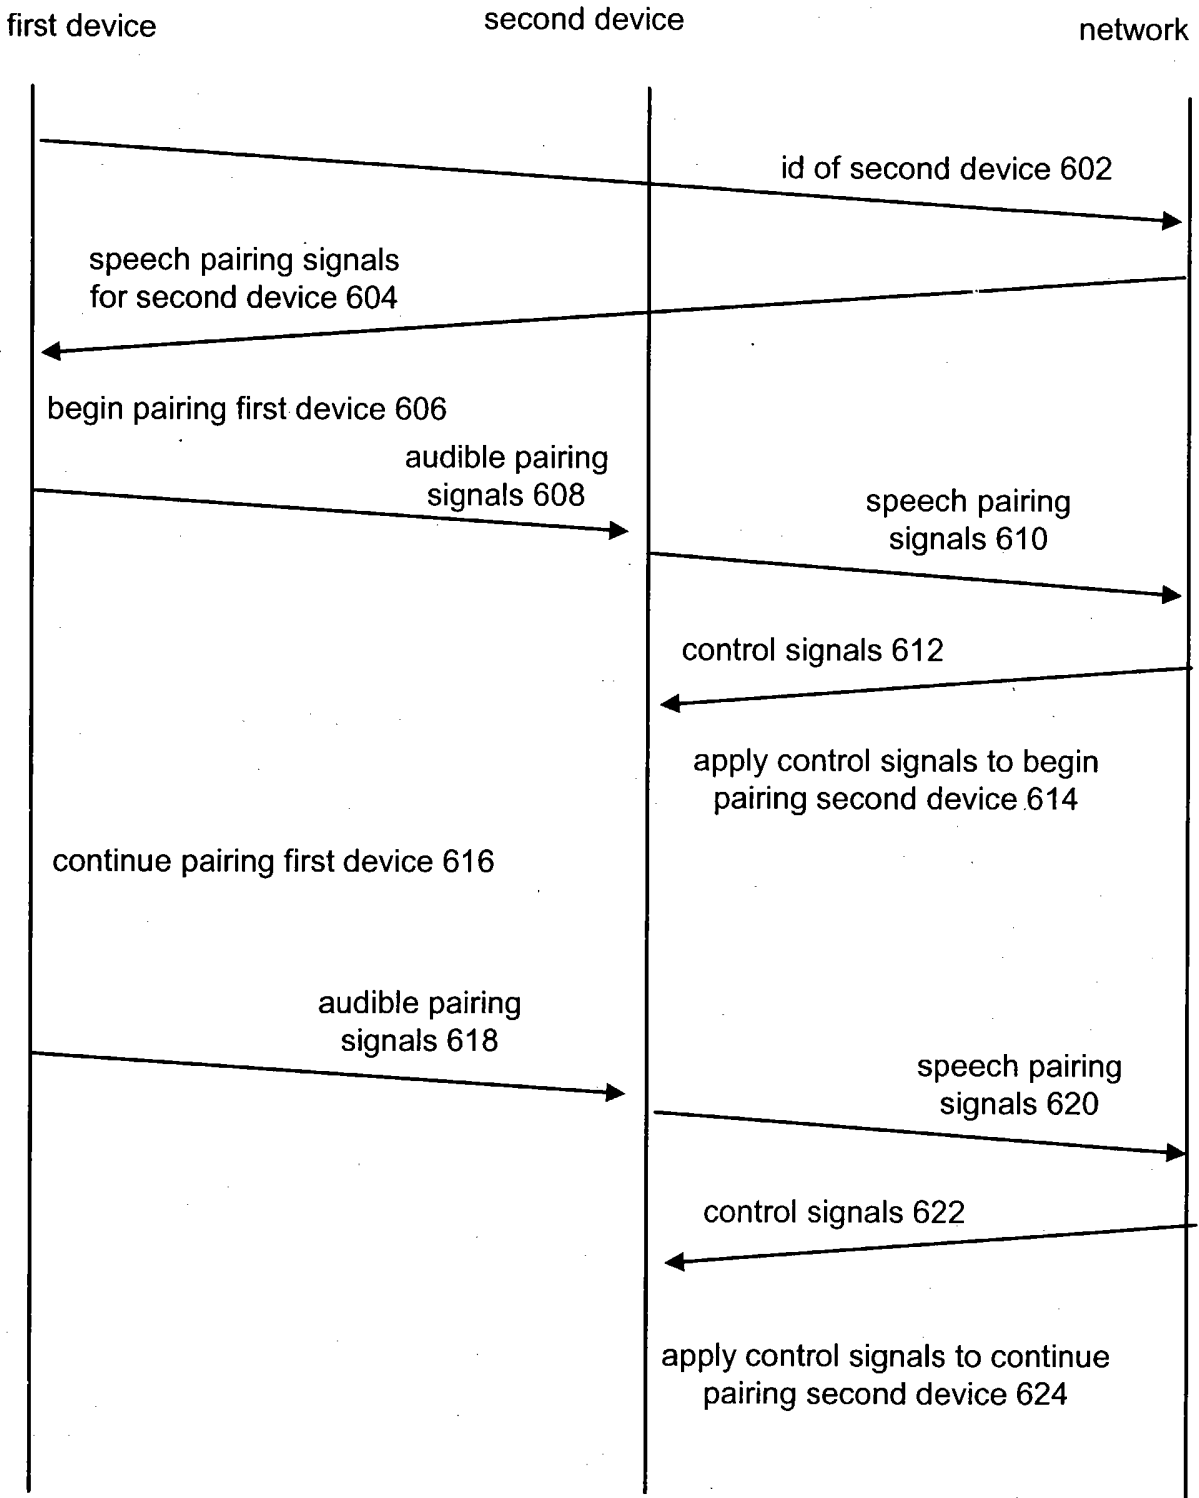 first device
second device
network
id of second device 602
speech pairing signals
for second device 604
begin pairing first device 606
audible pairing
signals 608
speech pairing
signals 610
control signals 612
apply control signals to begin
pairing second device 614
continue pairing first device 616
audible pairing
signals 618
speech pairing
signals 620
control signals 622
apply control signals to continue
pairing second device 624